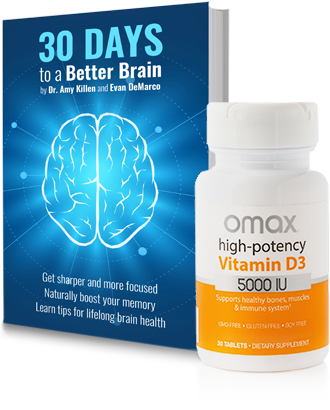 30 DAYS
to a Better Brain
by Dr. Amy Killen and Evan DeMarco
Get sharper and more focused
Naturally boost your memory
Learn tips for lifelong brain health
omax
high-potency
Vitamin D3
5000 IU
Supports healthy bones, muscles
& immune system†
GMO FREE • GLUTEN FREE • SOY FREE
30 TABLETS • DIETARY SUPPLEMENT